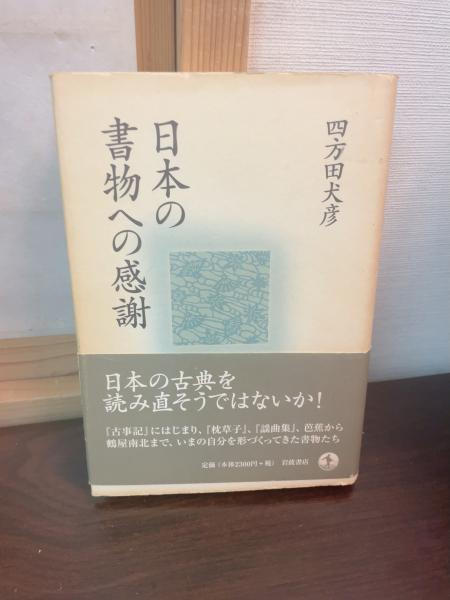 四方田犬彦
日本の
書物への感謝
日本の古典を
読み直そうではないか!
『古事記』にはじまり、『枕草子』、『謡曲集』、芭蕉から
鶴屋南北まで、いまの自分を形づくってきた書物たち
定価(本体2300円+税) 岩波書店